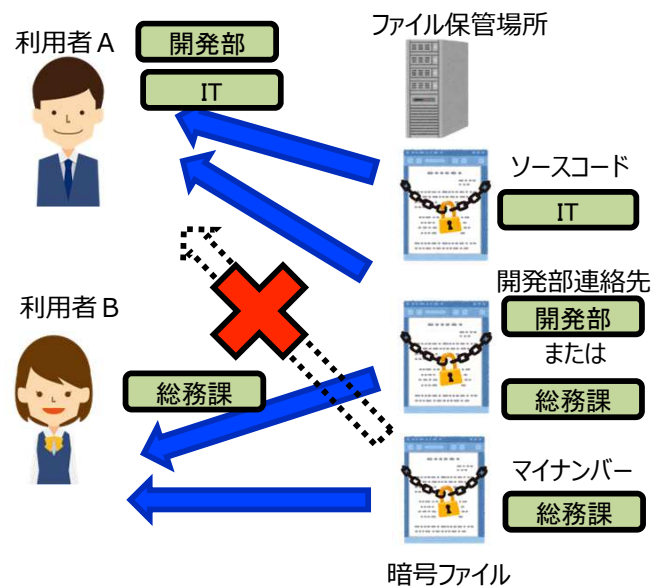 利用者A
開発部
IT
ファイル保管場所
ソースコード
IT
開発部連絡先
開発部
または
総務課
利用者B
総務課
マイナンバー
総務課
暗号ファイル